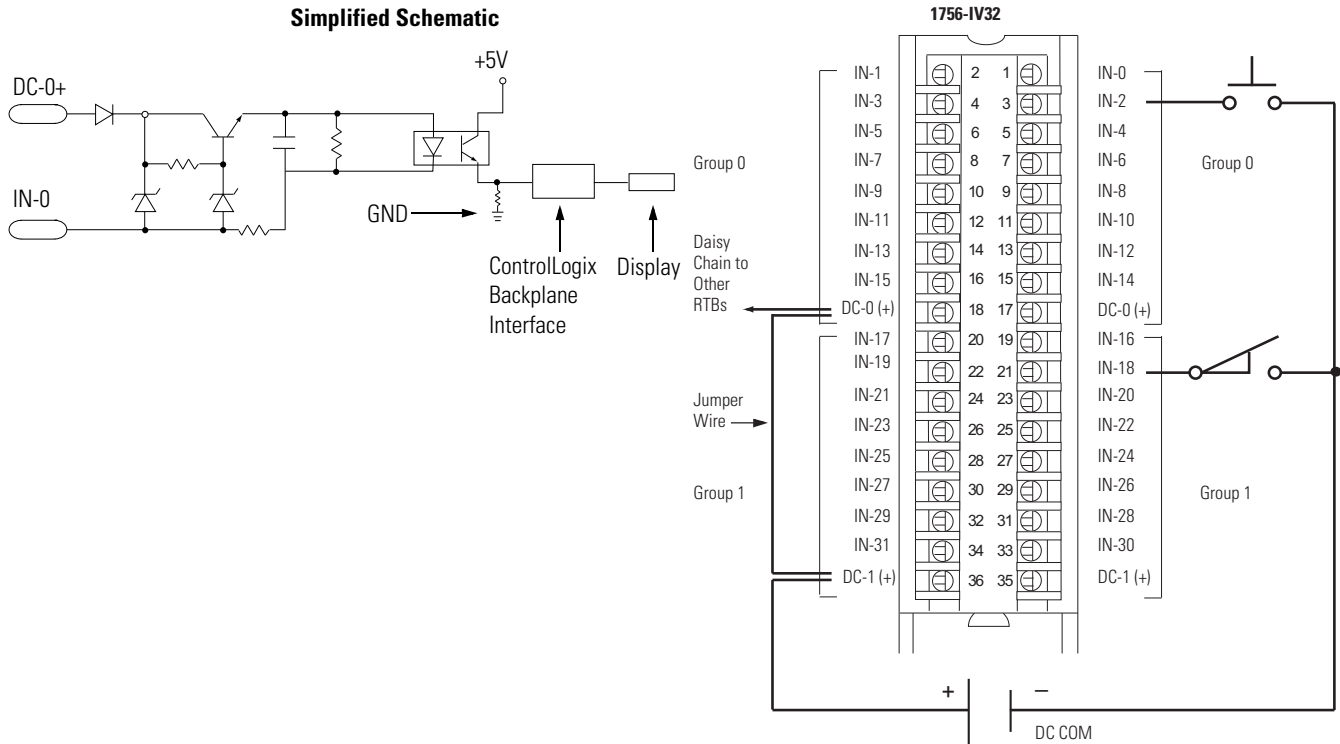 Simplified Schematic
DC-0+
IN-0
+5V
GND
ControlLogix
Backplane
Interface
Display
1756-IV32
IN-1 2 1 IN-0
IN-3 4 3 IN-2
IN-5 6 5 IN-4
Group 0 IN-7 8 7 IN-6 Group 0
IN-9 10 9 IN-8
IN-11 12 11 IN-10
Daisy
Chain to
Other
RTBs
IN-13 14 13 IN-12
IN-15 16 15 IN-14
DC-0 (+) 18 17 DC-0 (+)
IN-17 20 19 IN-16
IN-19 22 21 IN-18
IN-21 24 23 IN-20
Jumper
Wire
IN-23 26 25 IN-22
IN-25 28 27 IN-24
Group 1 IN-27 30 29 IN-26 Group 1
IN-29 32 31 IN-28
IN-31 34 33 IN-30
DC-1 (+) 36 35 DC-1 (+)
+ –
DC COM